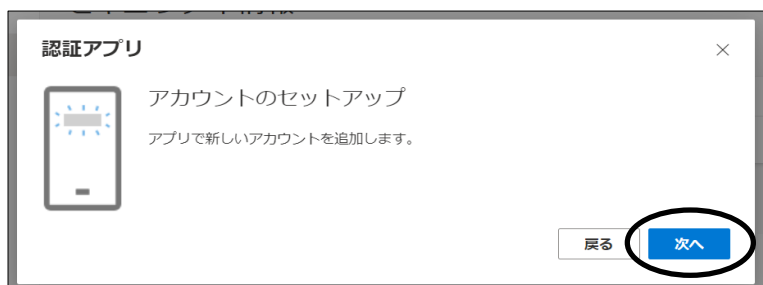 認証アプリ
アカウントのセットアップ
アプリで新しいアカウントを追加します。
戻る 次へ